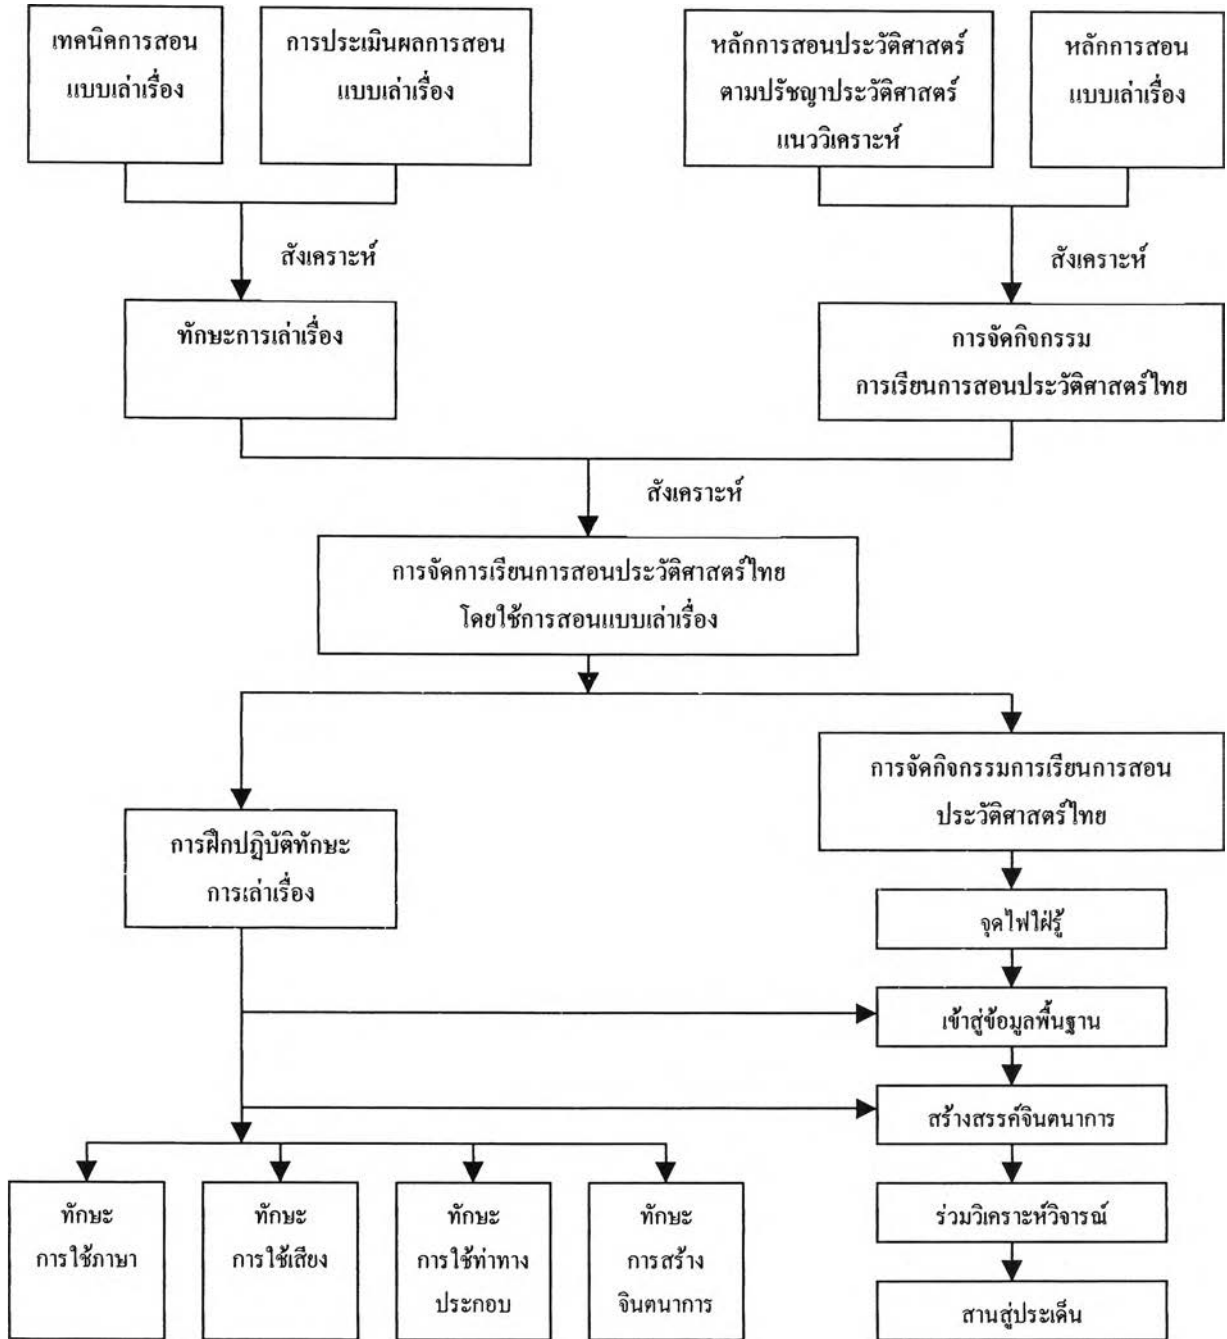 เทคนิคการสอน
แบบเล่าเรื่อง
การประเมินผลการสอน
แบบเล่าเรื่อง
หลักการสอนประวัติศาสตร์
ตามปรัชญาประวัติศาสตร์
แนววิเคราะห์
หลักการสอน
แบบเล่าเรื่อง
สังเคราะห์
สังเคราะห์
ทักษะการเล่าเรื่อง
การจัดกิจกรรม
การเรียนการสอนประวัติศาสตร์ไทย
สังเคราะห์
การจัดการเรียนการสอนประวัติศาสตร์ไทย
โดยใช้การสอนแบบเล่าเรื่อง
การจัดกิจกรรมการเรียนการสอน
ประวัติศาสตร์ไทย
การฝึกปฏิบัติทักษะ
การเล่าเรื่อง
จุดไฟใฝ่รู้
เข้าสู่ข้อมูลพื้นฐาน
สร้างสรรค์จินตนาการ
ร่วมวิเคราะห์วิจารณ์
สานสู่ประเด็น
ทักษะ
การใช้ภาษา
ทักษะ
การใช้เสียง
ทักษะ
การใช้ท่าทาง
ประกอบ
ทักษะ
การสร้าง
จินตนาการ